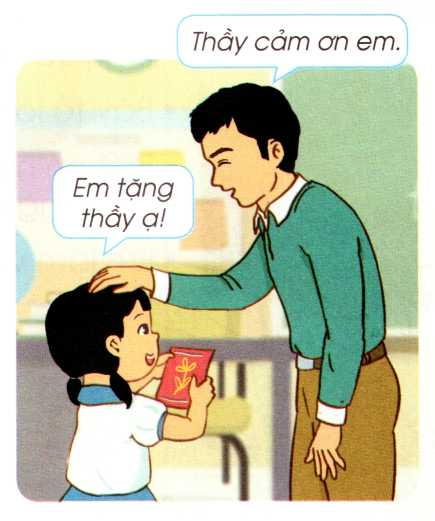 Thầy cảm ơn em.
Em tặng
thầy ạ!